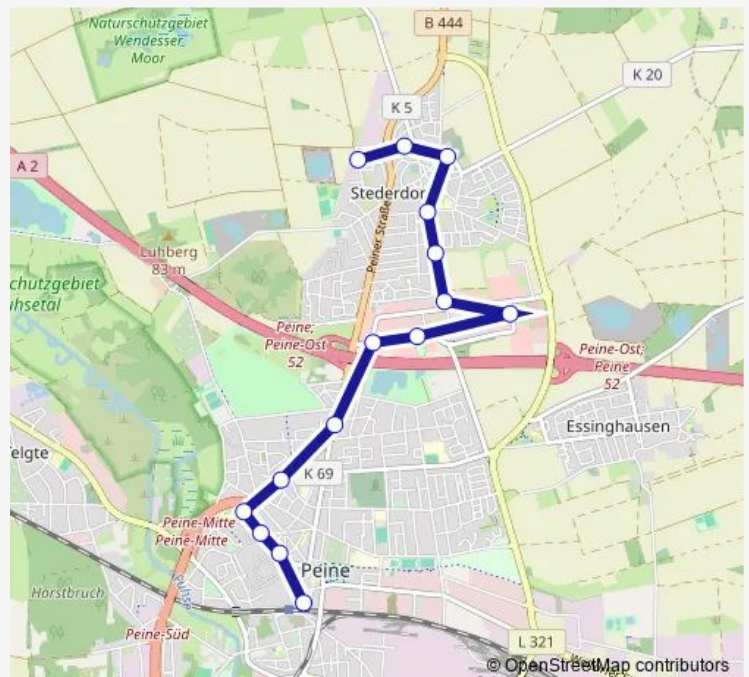 B 444
Naturschutzgebiet
Wendesser
Moor
K 20
K 5
A 2
Stederdor
Peiner Straße
Luhberg
83 m
chutzgebiet
uhsetal
Peine;
Peine-Ost
52
Peine-Ost;
Peine
52
Essinghausen
elgte
K 69
Peine-Mitte
Peine-Mitte
Peine
Fuhse
Horstbruch
Peine-Süd
L 321
© OpenStreetMap contributors